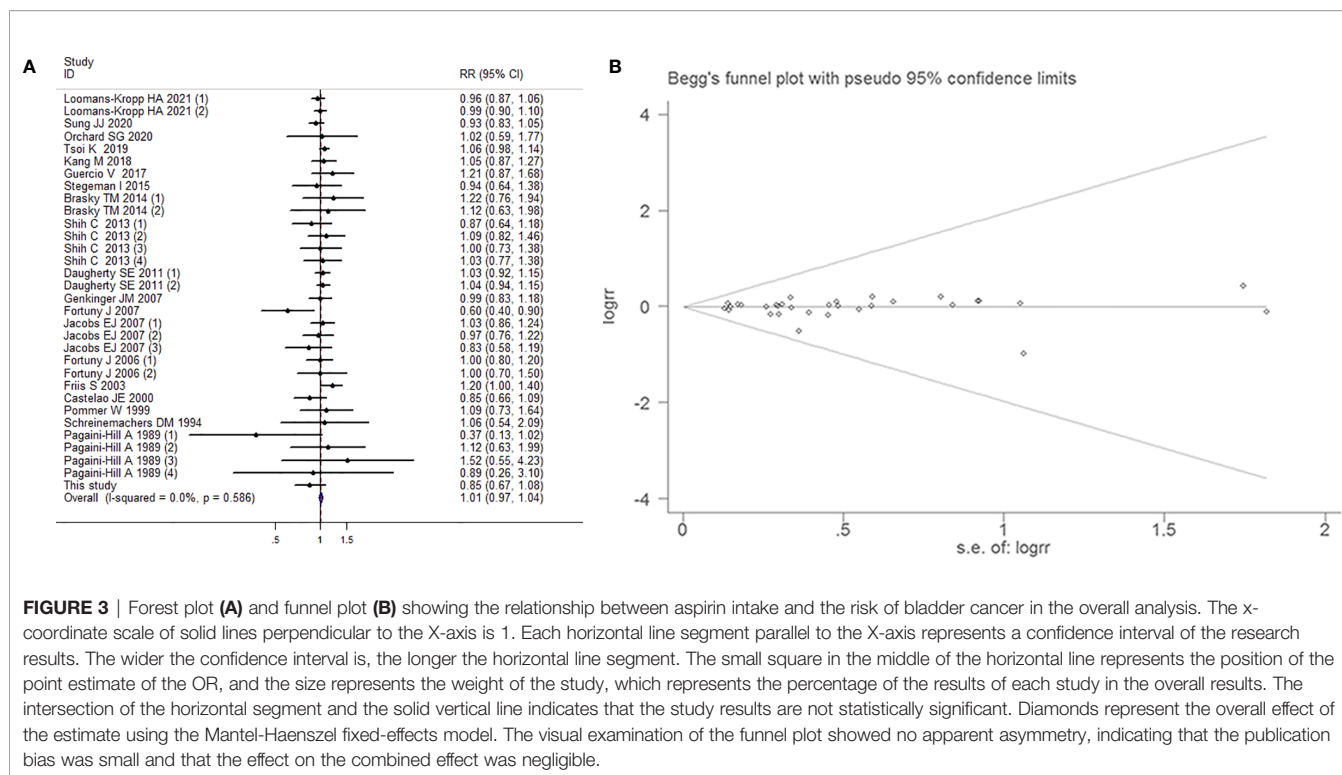 A
Study
ID RR (95% CI)
Loomans-Kropp HA 2021 (1) 0.96 (0.87, 1.06)
Loomans-Kropp HA 2021 (2) 0.99 (0.90, 1.10)
Sung JJ 2020 0.93 (0.83, 1.05)
Orchard SG 2020 1.02 (0.59, 1.77)
Tsoi K 2019 1.06 (0.98, 1.14)
Kang M 2018 1.05 (0.87, 1.27)
Guercio V 2017 1.21 (0.87, 1.68)
Stegeman I 2015 0.94 (0.64, 1.38)
Brasky TM 2014 (1) 1.22 (0.76, 1.94)
Brasky TM 2014 (2) 1.12 (0.63, 1.98)
Shih C 2013 (1) 0.87 (0.64, 1.18)
Shih C 2013 (2) 1.09 (0.82, 1.46)
Shih C 2013 (3) 1.00 (0.73, 1.38)
Shih C 2013 (4) 1.03 (0.77, 1.38)
Daugherty SE 2011 (1) 1.03 (0.92, 1.15)
Daugherty SE 2011 (2) 1.04 (0.94, 1.15)
Genkinger JM 2007 0.99 (0.83, 1.18)
Fortuny J 2007 0.60 (0.40, 0.90)
Jacobs EJ 2007 (1) 1.03 (0.86, 1.24)
Jacobs EJ 2007 (2) 0.97 (0.76, 1.22)
Jacobs EJ 2007 (3) 0.83 (0.58, 1.19)
Fortuny J 2006 (1) 1.00 (0.80, 1.20)
Fortuny J 2006 (2) 1.00 (0.70, 1.50)
Friis S 2003 1.20 (1.00, 1.40)
Castelao JE 2000 0.85 (0.66, 1.09)
Pommer W 1999 1.09 (0.73, 1.64)
Schreinemachers DM 1994 1.06 (0.54, 2.09)
Pagaini-Hill A 1989 (1) 0.37 (0.13, 1.02)
Pagaini-Hill A 1989 (2) 1.12 (0.63, 1.99)
Pagaini-Hill A 1989 (3) 1.52 (0.55, 4.23)
Pagaini-Hill A 1989 (4) 0.89 (0.26, 3.10)
This study 0.85 (0.67, 1.08)
Overall (I-squared = 0.0%, p = 0.586) 1.01 (0.97, 1.04)
.5 1 1.5
B
Begg's funnel plot with pseudo 95% confidence limits
4
2
0
-2
-4
logrr
0 .5 1 1.5 2
s.e. of: logrr
FIGURE 3 | Forest plot (A) and funnel plot (B) showing the relationship between aspirin intake and the risk of bladder cancer in the overall analysis. The x-
coordinate scale of solid lines perpendicular to the X-axis is 1. Each horizontal line segment parallel to the X-axis represents a confidence interval of the research
results. The wider the confidence interval is, the longer the horizontal line segment. The small square in the middle of the horizontal line represents the position of the
point estimate of the OR, and the size represents the weight of the study, which represents the percentage of the results of each study in the overall results. The
intersection of the horizontal segment and the solid vertical line indicates that the study results are not statistically significant. Diamonds represent the overall effect of
the estimate using the Mantel-Haenszel fixed-effects model. The visual examination of the funnel plot showed no apparent asymmetry, indicating that the publication
bias was small and that the effect on the combined effect was negligible.